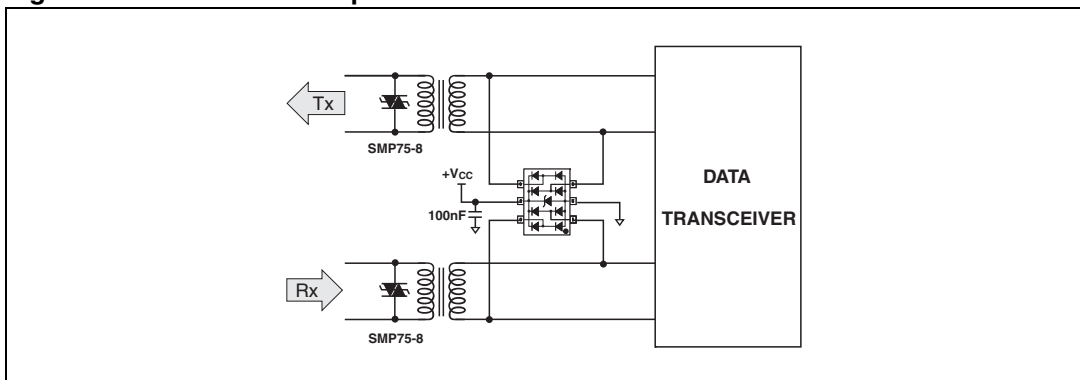 Tx
SMP75-8
+Vcc
100nF
DATA
TRANSCEIVER
Rx
SMP75-8